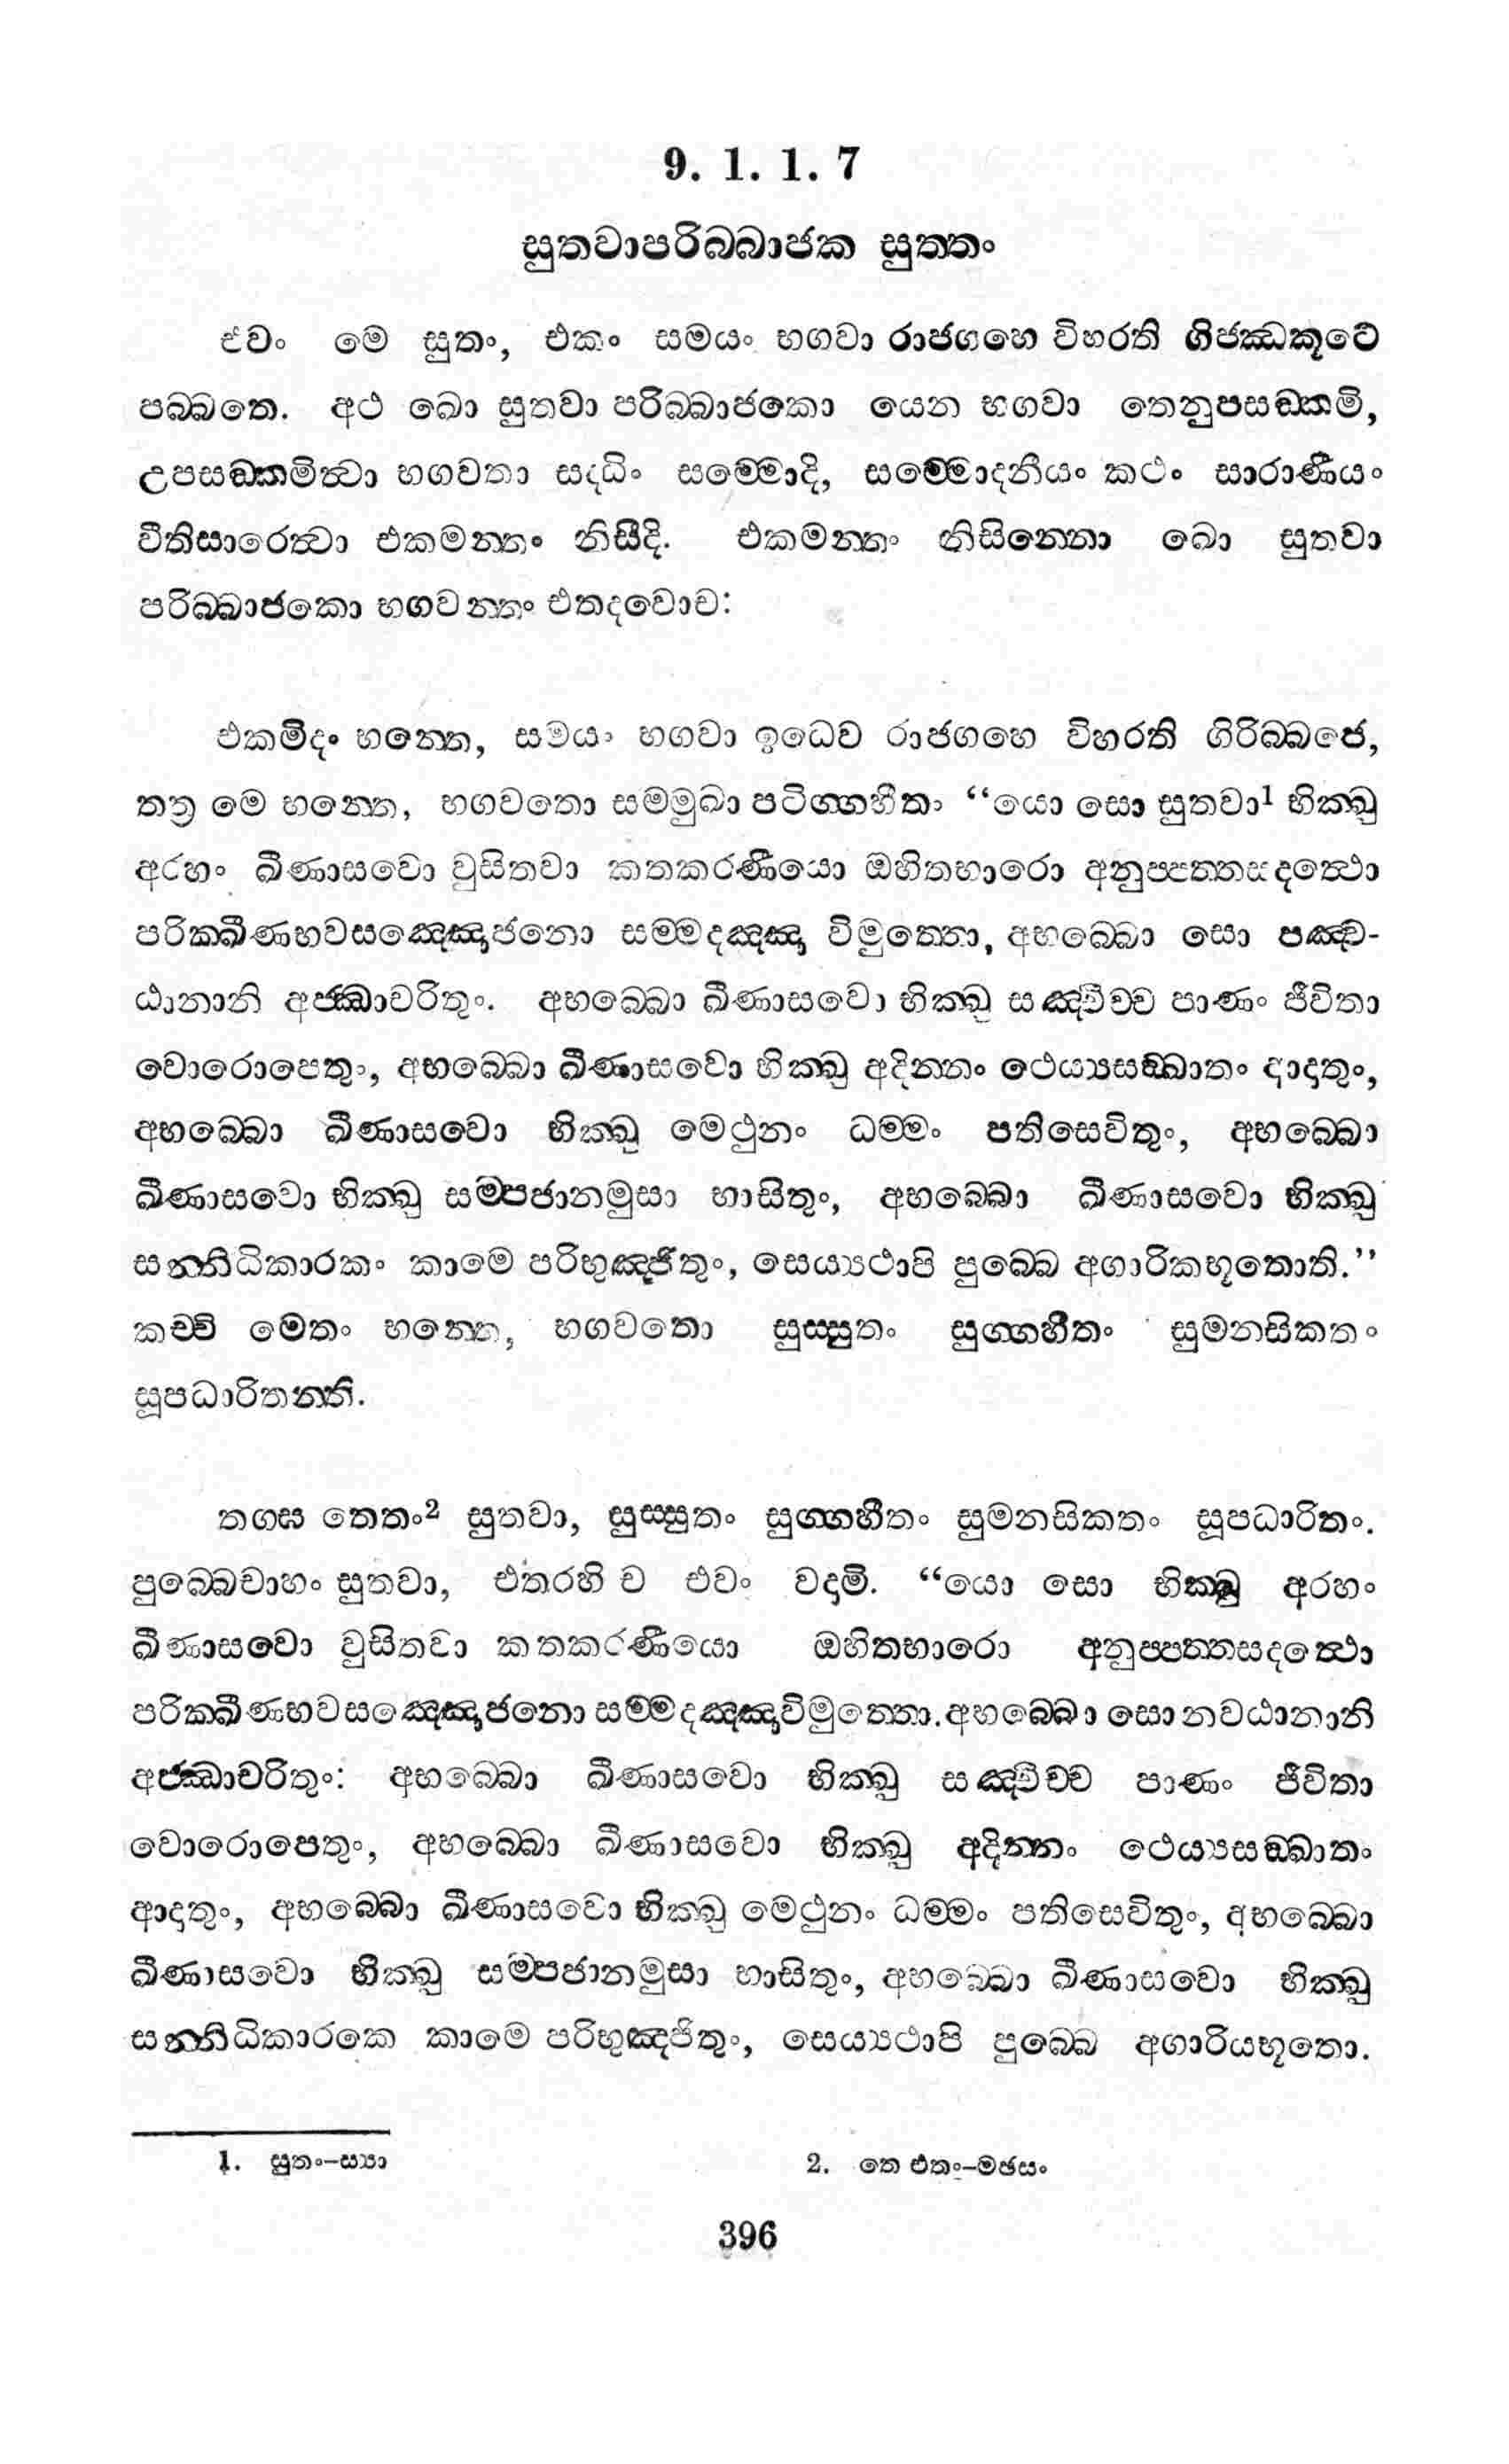 9. 1. 1. 7
සුතවාපරිබ්බාජක සුත්තං
ඒවං මෙ සුතං, එකං සමයං භගවා රාජගහෙ විහරති ගිජ්ඣකූටෙ
පබ්බතෙ. අථ ඛො සුතවා පරිබ්බාජකො යෙන භගවා තෙනුපසඞ්කමි,
උපසඞ්කමිත්වා භගවතා සද්ධිං සම්මොදි, සම්මොදනීයං කථං සාරාණීයං
වීතිසාරෙත්වා එකමන්තං නිසීදි. එකමන්තං නිසින්නො ඛො සුතවා
පරිබ්බාජකො භගවන්තං එතදවොච:
එකමිදං භන්තෙ, සමයං භගවා ඉධෙව රාජගහෙ විහරති ගිරිබ්බජෙ,
තත්‍ර මෙ භන්තෙ, භගවතො සම්මුඛා පටිග්ගහීතං “යො සො සුතවා1 භික්ඛු
අරහං ඛීණාසවො වුසිතවා කතකරණීයො ඔහිතභාරො අනුප්පත්තසදත්ථො
පරික්ඛීණභවසඤ්ඤොජනො සම්මදඤ්ඤා විමුත්තො, අභබ්බො සො පඤ්ච-
ඨානානි අජ්ඣාචරිතුං. අභබ්බො ඛීණාසවො භික්ඛු සඤ්චිච්ච පාණං ජීවිතා
වොරොපෙතුං, අභබ්බො ඛීණාසවො භික්ඛු අදින්නං ථෙය්‍යසඞ්ඛාතං ආදාතුං,
අභබ්බො ඛීණාසවො භික්ඛු මෙථුනං ධම්මං පතිසෙවිතුං, අභබ්බො
ඛීණාසවො භික්ඛු සම්පජානමුසා භාසිතුං, අභබ්බො ඛීණාසවො භික්ඛු
සන්නිධිකාරකං කාමෙ පරිභුඤ්ජිතුං, සෙය්‍යථාපි පුබ්බෙ අගාරිකභූතොති.”
කච්චි මෙතං භන්තෙ, භගවතො සුස්සුතං සුග්ගහීතං සුමනසිකතං
සූපධාරිතන්ති.
තගඝ තෙතං2 සුතවා, සුස්සුතං සුග්ගහීතං සුමනසිකතං සූපධාරිතං.
පුබ්බෙචාහං සුතවා, එතරහි ච එවං වදාමි. “යො සො භික්ඛු අරහං
ඛීණාසවො වුසිතවා කතකරණීයො ඔහිතභාරො අනුප්පත්තසදත්ථො
පරික්ඛීණභවසඤ්ඤොජනො සම්මදඤ්ඤාවිමුත්තො. අභබ්බො සො නවඨානානි
අජ්ඣාචරිතුං: අභබ්බො ඛීණාසවො භික්ඛු සඤ්චිච්ච පාණං ජීවිතා
වොරොපෙතුං, අභබ්බො ඛීණාසවො භික්ඛු අදින්නං ථෙය්‍යසඞ්ඛාතං
ආදාතුං, අභබ්බො ඛීණාසවො භික්ඛු මෙථුනං ධම්මං පතිසෙවිතුං, අභබ්බො
ඛීණාසවො භික්ඛු සම්පජානමුසා භාසිතුං, අභබ්බො ඛීණාසවො භික්ඛු
සන්නිධිකාරකෙ කාමෙ පරිභුඤ්ජිතුං, සෙය්‍යථාපි පුබ්බෙ අගාරියභූතො.
1. සුතං–ස්‍යා
2. තෙ එතං–මඡසං
396